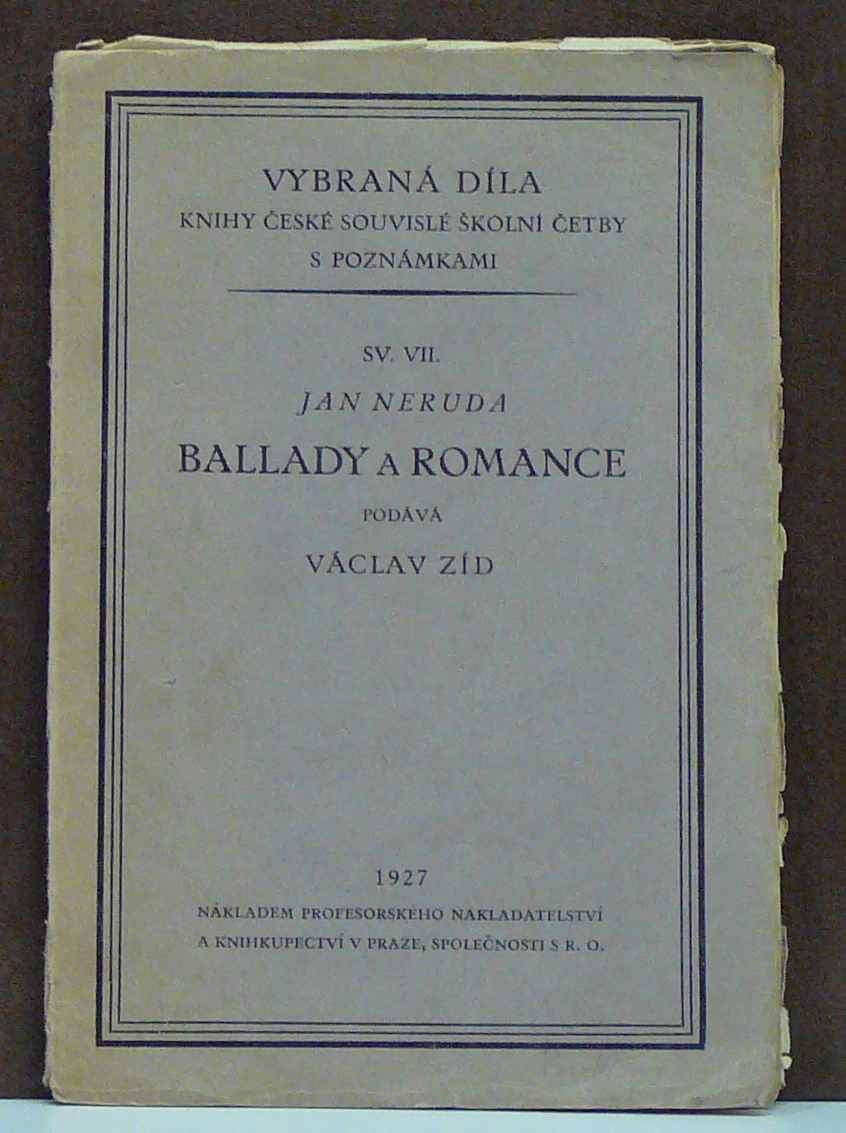 VYBRANÁ DÍLA
KNIHY ČESKÉ SOUVISLÉ ŠKOLNÍ ČETBY
S POZNÁMKAMI
SV. VII.
JAN NERUDA
BALLADY A ROMANCE
PODÁVÁ
VÁCLAV ZÍD
1927
NÁKLADEM PROFESORSKÉHO NAKLADATELSTVÍ
A KNIHKUPECTVÍ V PRAZE, SPOLEČNOSTI S R. O.